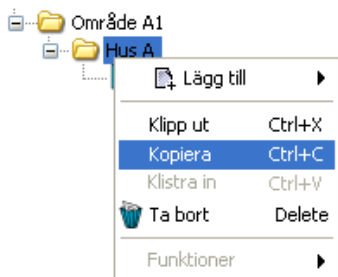 Område A1
Hus A
Lägg till
Klipp ut Ctrl+X
Kopiera Ctrl+C
Klistra in Ctrl+V
Ta bort Delete
Funktioner